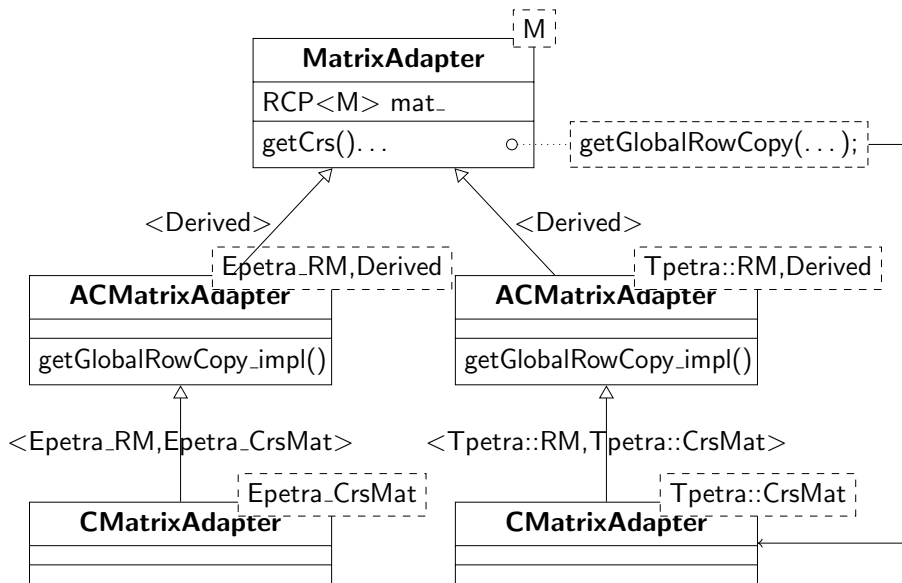 M
MatrixAdapter
RCP<M> mat_
getCrs()...
getGlobalRowCopy(...);
<Derived>
<Derived>
Epetra_RM,Derived
Tpetra::RM,Derived
ACMatrixAdapter
ACMatrixAdapter
getGlobalRowCopy_impl()
getGlobalRowCopy_impl()
<Epetra_RM,Epetra_CrsMat>
<Tpetra::RM,Tpetra::CrsMat>
Epetra_CrsMat
Tpetra::CrsMat
CMatrixAdapter
CMatrixAdapter